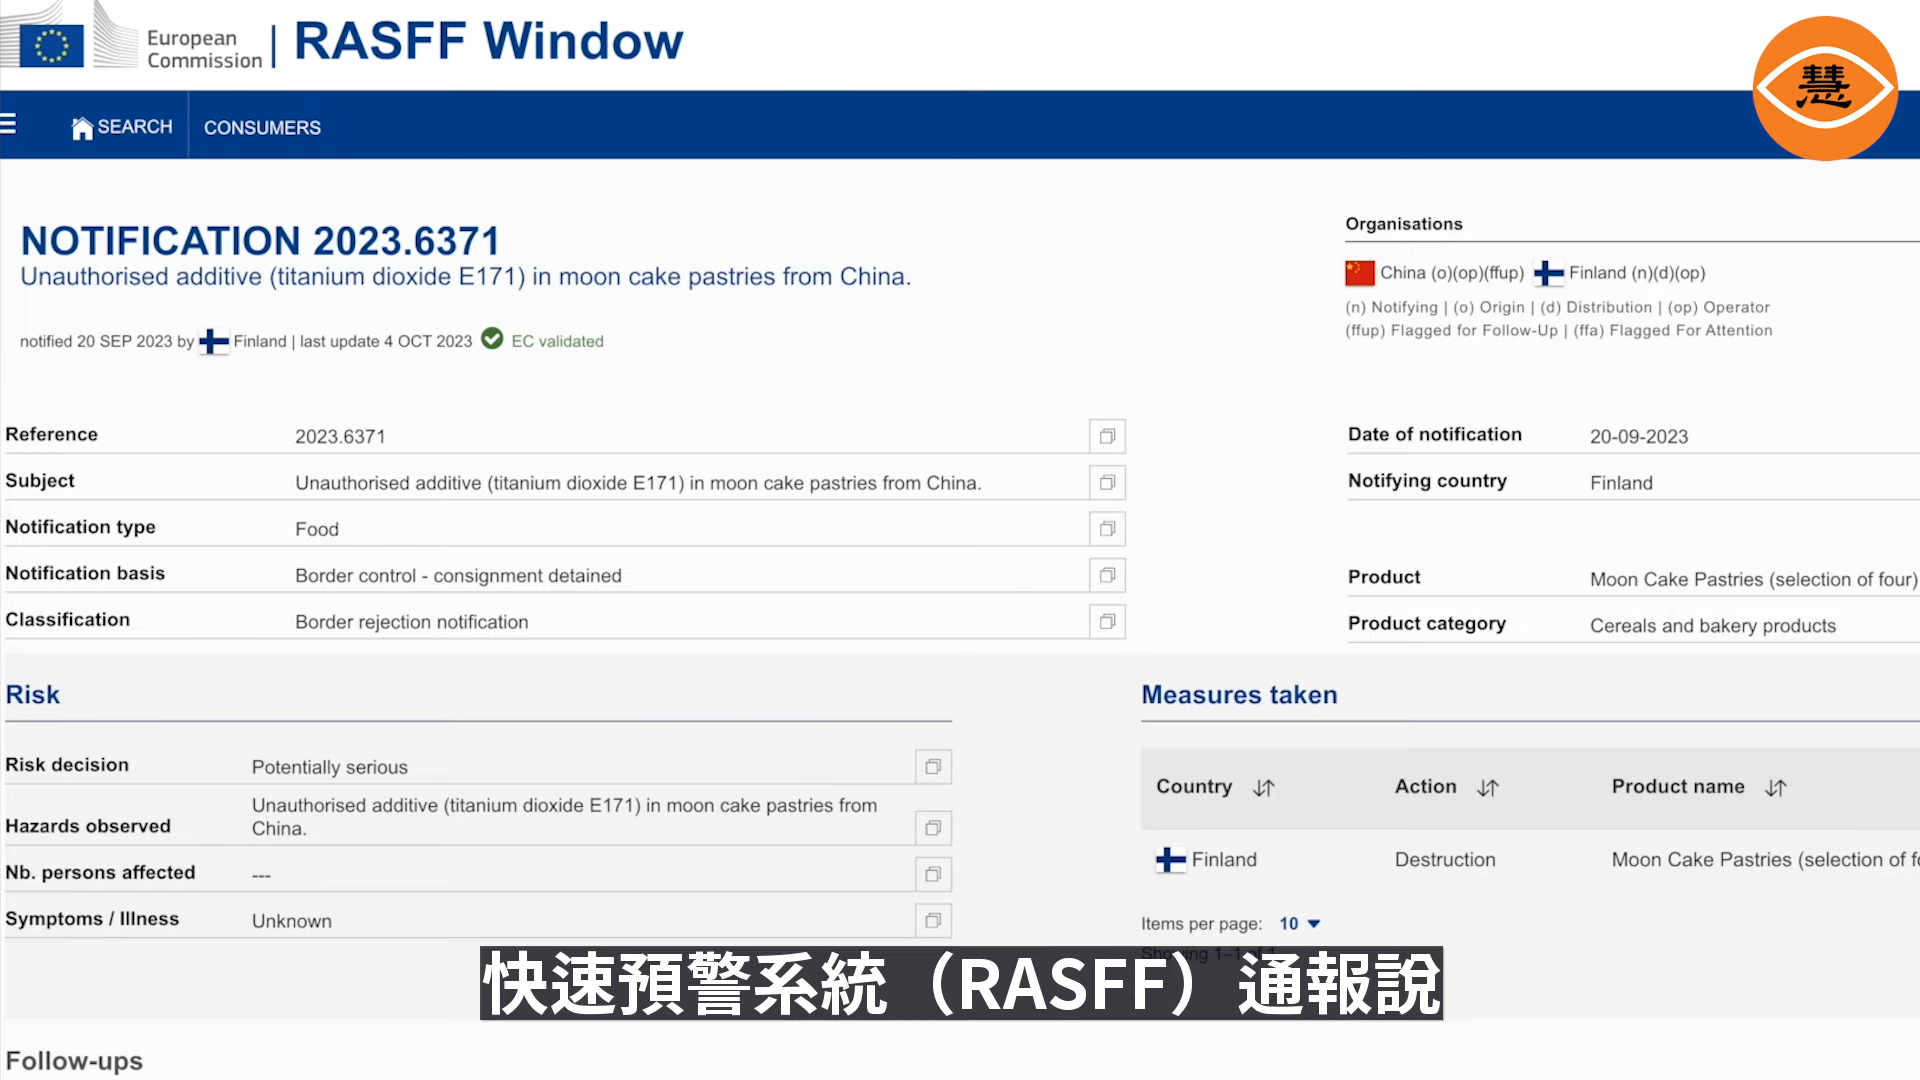 European
Commission
RASFF Window
慧
SEARCH
CONSUMERS
NOTIFICATION 2023.6371
Unauthorised additive (titanium dioxide E171) in moon cake pastries from China.
notified 20 SEP 2023 by Finland | last update 4 OCT 2023 EC validated
Organisations
China (o)(op)(ffup) Finland (n)(d)(op)
(n) Notifying | (o) Origin | (d) Distribution | (op) Operator
(ffup) Flagged for Follow-Up | (ffa) Flagged For Attention
Reference 2023.6371
Subject Unauthorised additive (titanium dioxide E171) in moon cake pastries from China.
Notification type Food
Notification basis Border control - consignment detained
Classification Border rejection notification
Date of notification 20-09-2023
Notifying country Finland
Product Moon Cake Pastries (selection of four)
Product category Cereals and bakery products
Risk
Risk decision Potentially serious
Hazards observed Unauthorised additive (titanium dioxide E171) in moon cake pastries from
China.
Nb. persons affected ---
Symptoms / Illness Unknown
Measures taken
Country Action Product name
Finland Destruction Moon Cake Pastries (selection of
Items per page: 10
Showing 1–1 of 1
快速預警系統（RASFF）通報說
Follow-ups